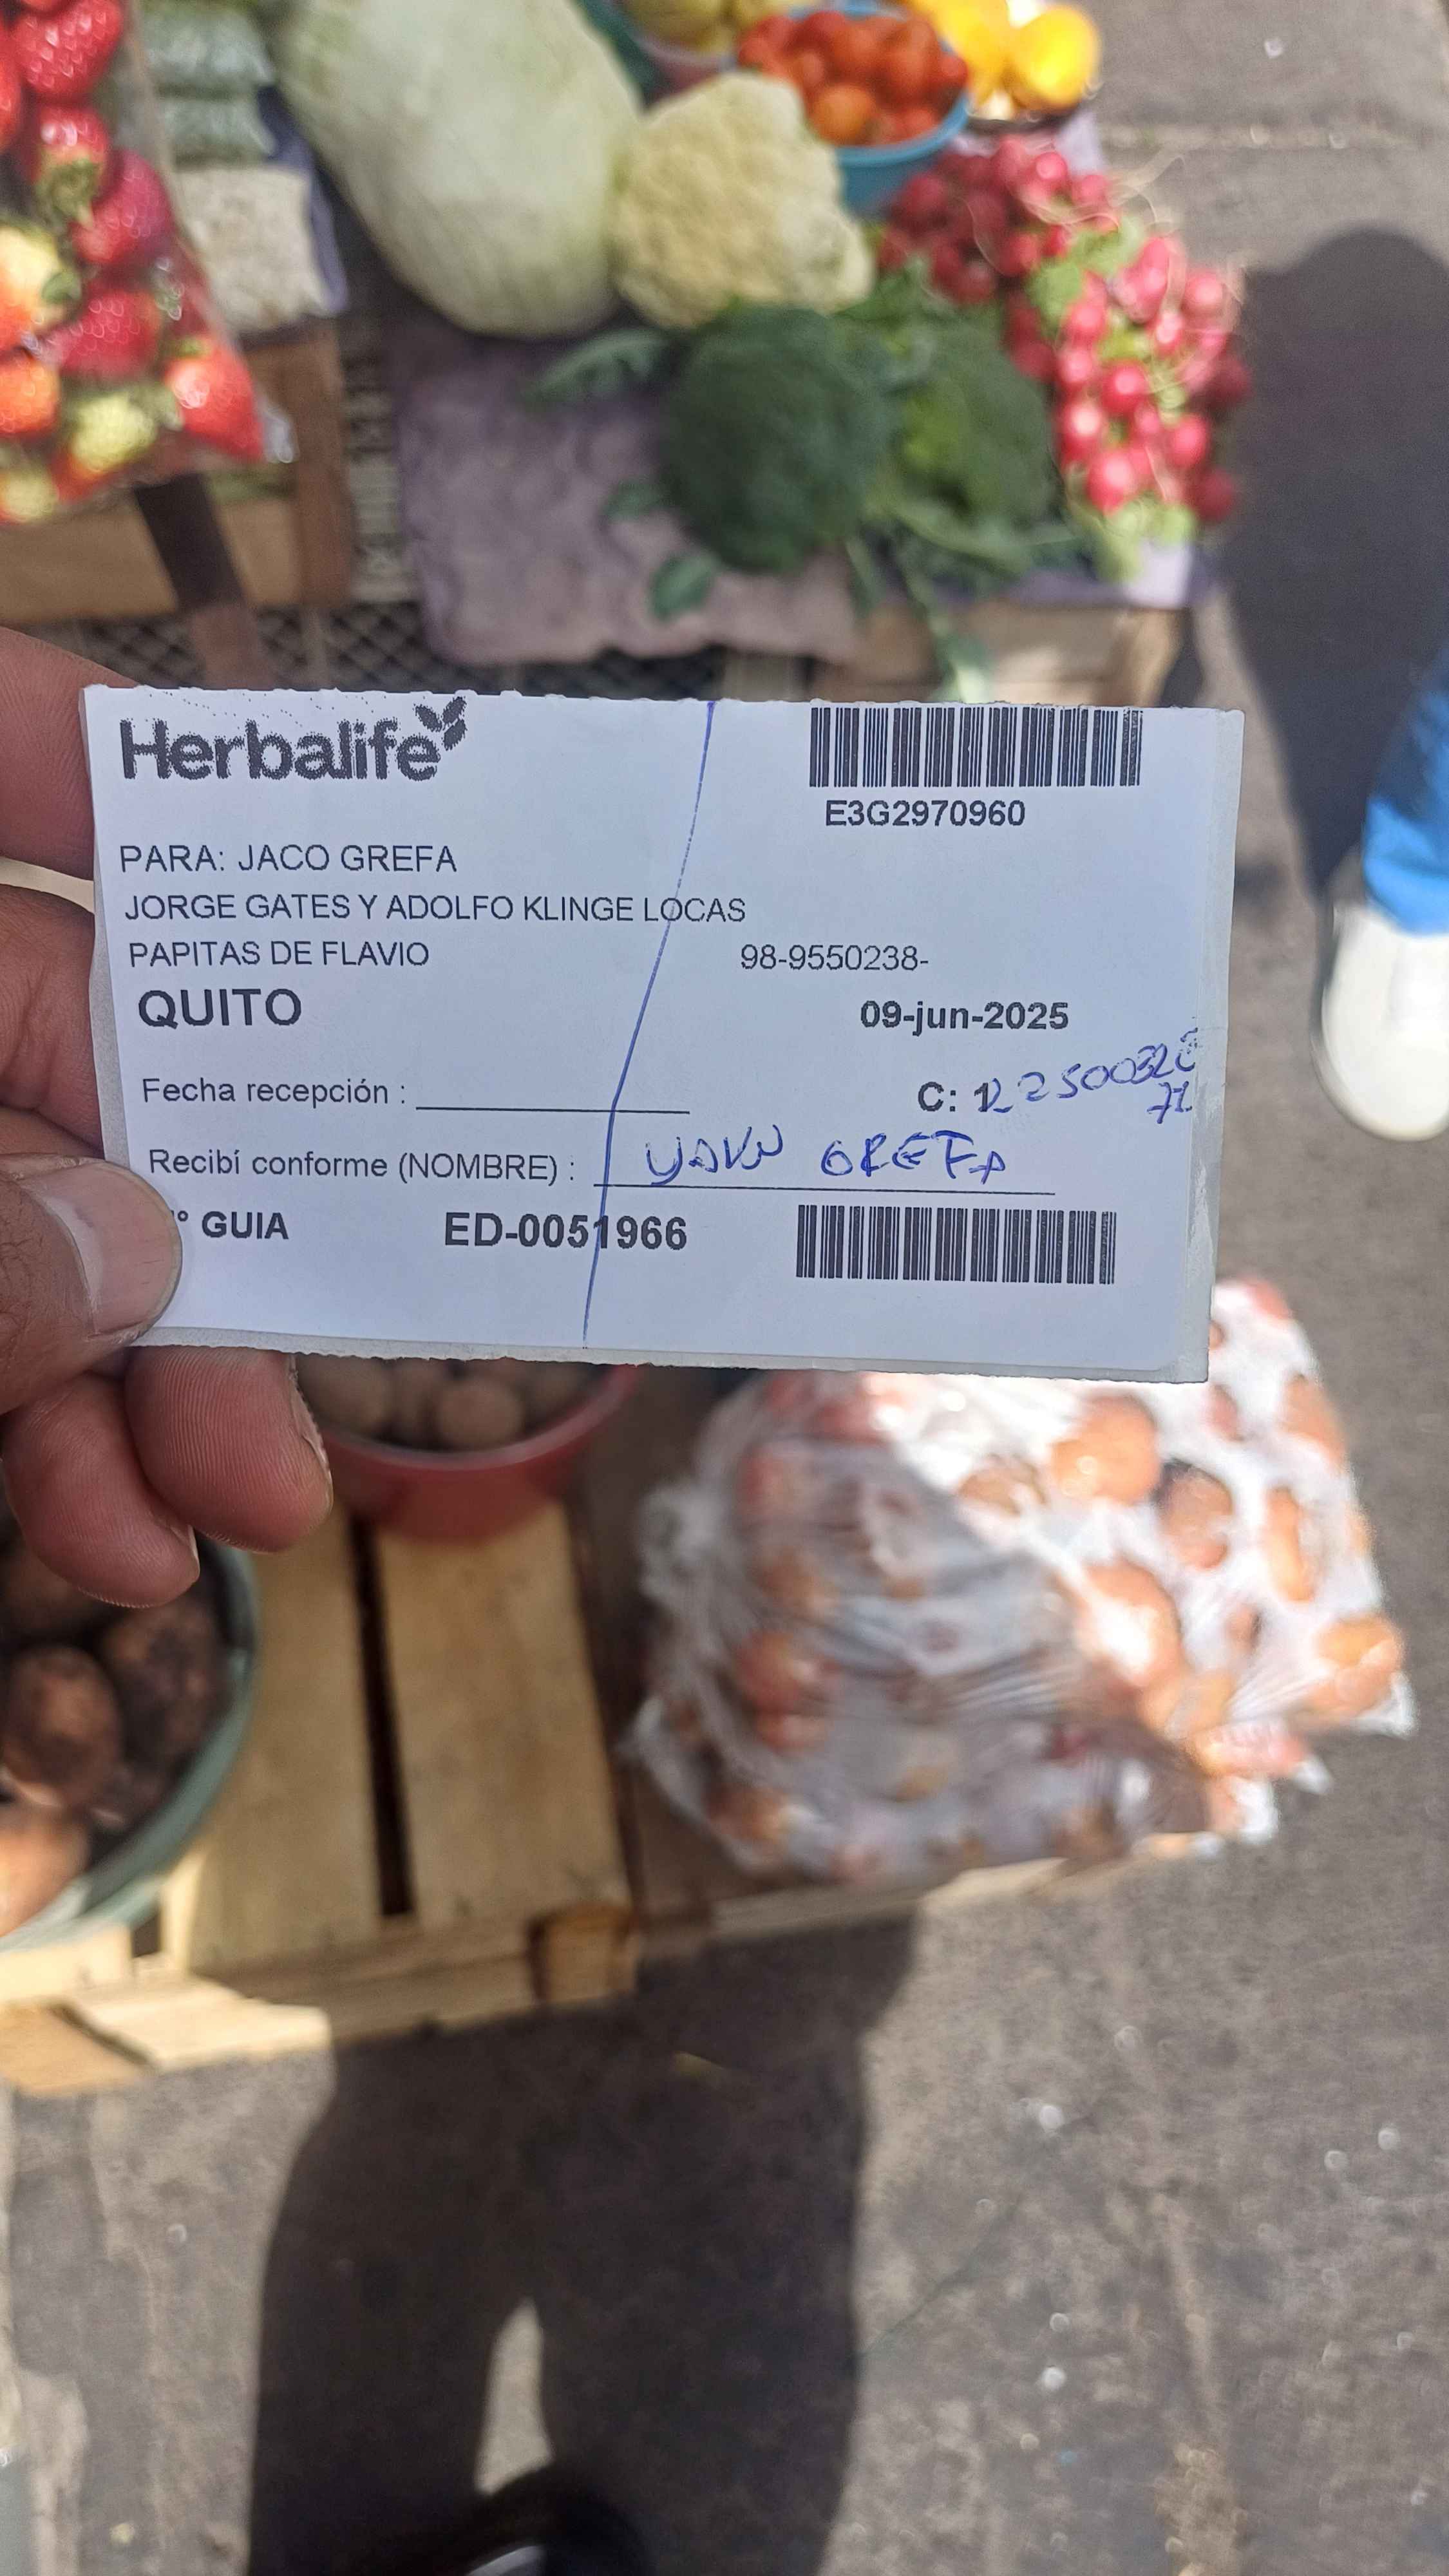 Herbalife
E3G2970960
PARA: JACO GREFA
JORGE GATES Y ADOLFO KLINGE LOCAS
PAPITAS DE FLAVIO 98-9550238-
QUITO
09-jun-2025
Fecha recepción :
C: 1
Recibí conforme (NOMBRE) : GREFA
° GUIA ED-0051966